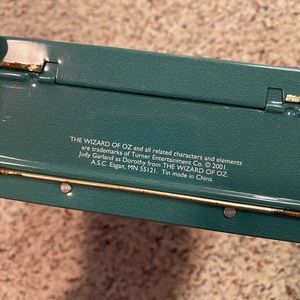 THE WIZARD OF OZ and all related characters and elements
are trademarks of Turner Entertainment Co. © 2001
Judy Garland as Dorothy from THE WIZARD OF OZ.
A.S.C. Eagan, MN 55121. Tin made in China.